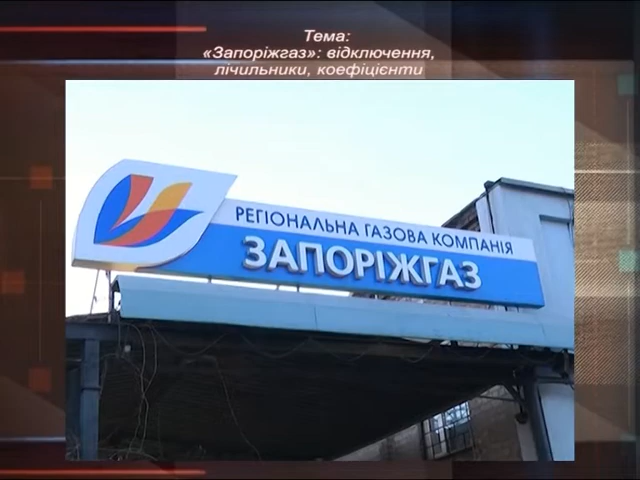 Тема:
«Запоріжгаз»: відключення,
лічильники, коефіцієнти
РЕГІОНАЛЬНА ГАЗОВА КОМПАНІЯ
ЗАПОРІЖГАЗ